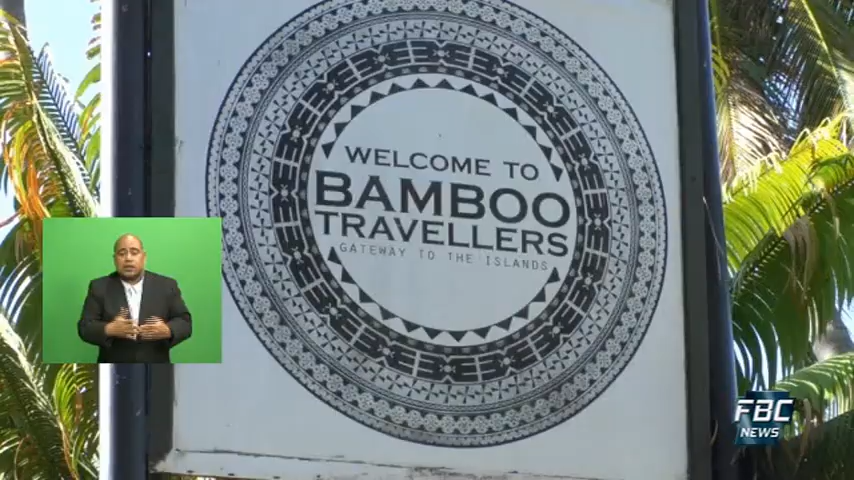 WELCOME TO
BAMBOO
TRAVELLERS
GATEWAY TO THE ISLANDS
FBC
NEWS